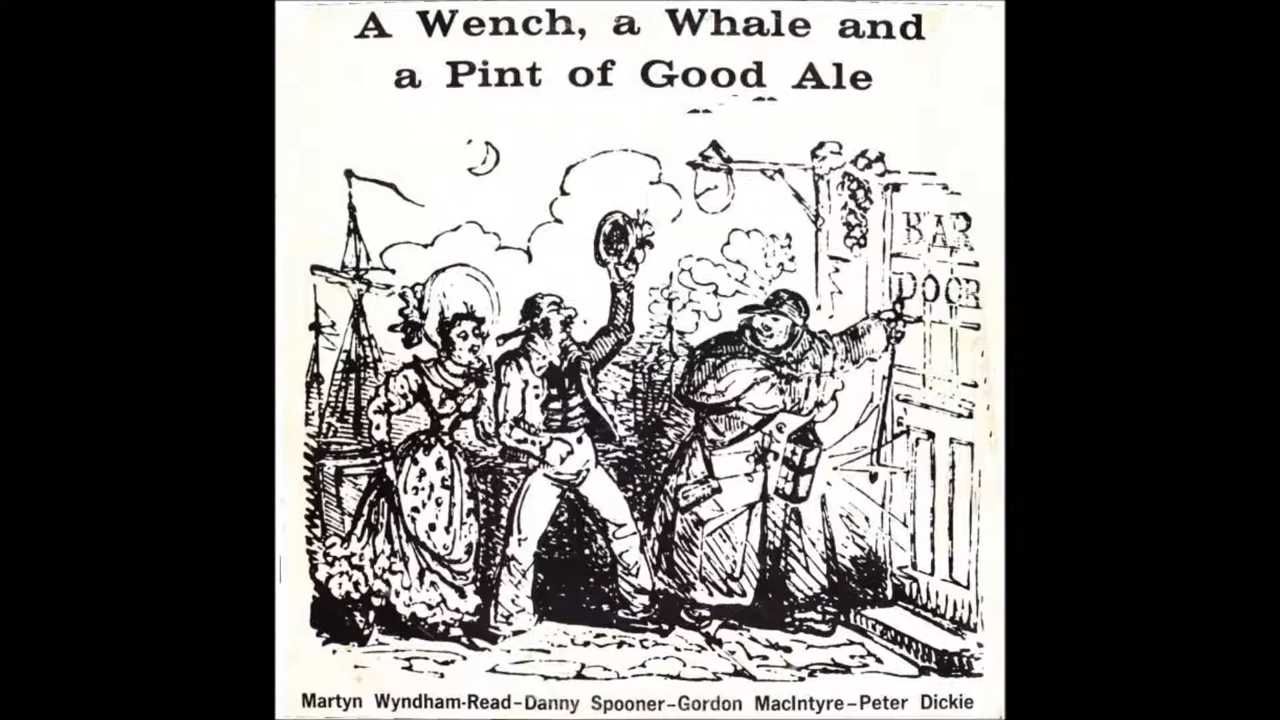 A Wench, a Whale and
a Pint of Good Ale
BAR
DOOR
Martyn Wyndham-Read-Danny Spooner-Gordon MacIntyre-Peter Dickie